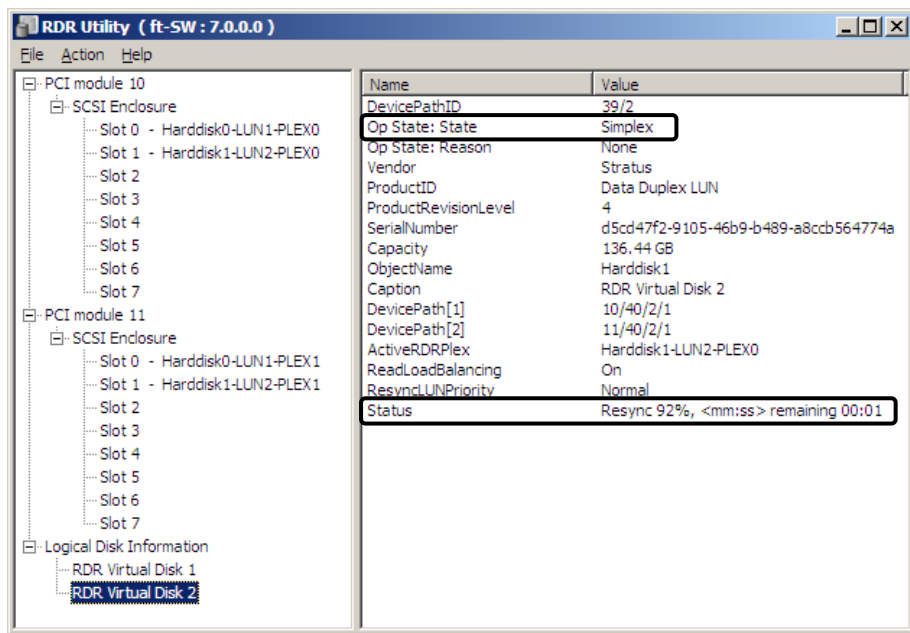 RDR Utility ( ft-SW : 7.0.0.0 )
File Action Help
PCI module 10
SCSI Enclosure
Slot 0 - Harddisk0-LUN1-PLEX0
Slot 1 - Harddisk1-LUN2-PLEX0
Slot 2
Slot 3
Slot 4
Slot 5
Slot 6
Slot 7
PCI module 11
SCSI Enclosure
Slot 0 - Harddisk0-LUN1-PLEX1
Slot 1 - Harddisk1-LUN2-PLEX1
Slot 2
Slot 3
Slot 4
Slot 5
Slot 6
Slot 7
Logical Disk Information
RDR Virtual Disk 1
RDR Virtual Disk 2
Name Value
DevicePathID 39/2
Op State: State Simplex
Op State: Reason None
Vendor Stratus
ProductID Data Duplex LUN
ProductRevisionLevel 4
SerialNumber d5cd47f2-9105-46b9-b489-a8ccb564774a
Capacity 136.44 GB
ObjectName Harddisk1
Caption RDR Virtual Disk 2
DevicePath[1] 10/40/2/1
DevicePath[2] 11/40/2/1
ActiveRDRPlex Harddisk1-LUN2-PLEX0
ReadLoadBalancing On
ResyncLUNPriority Normal
Status Resync 92%, <mm:ss> remaining 00:01